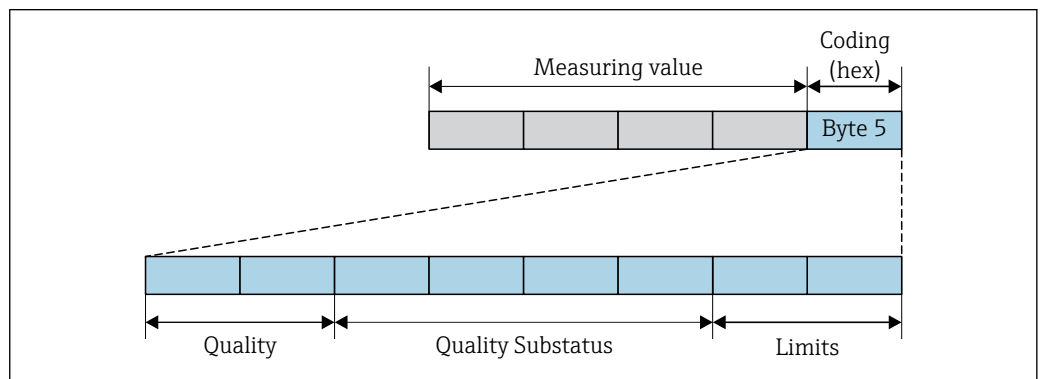 Coding
Measuring value
(hex)
Byte 5
Quality
Quality Substatus
Limits